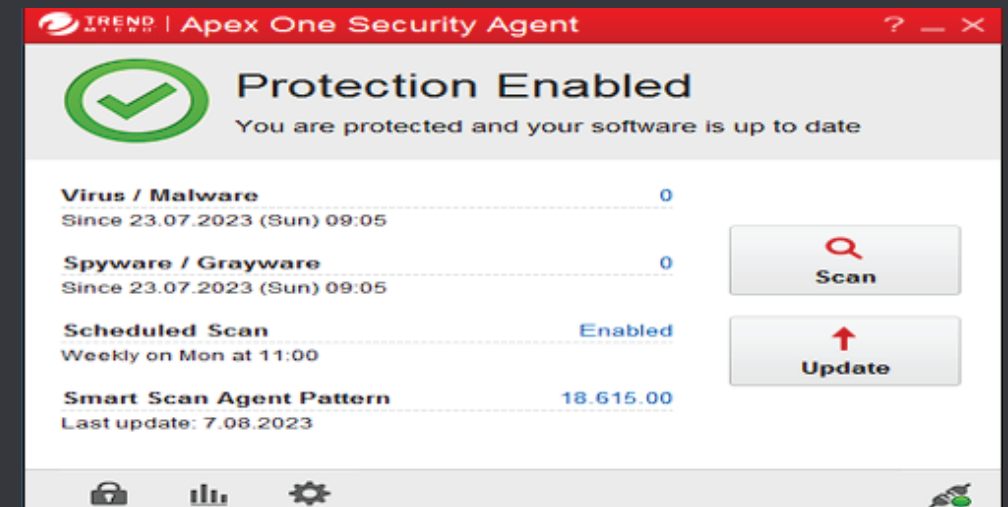 TREND MICRO | Apex One Security Agent ? — ✕
Protection Enabled
You are protected and your software is up to date
Virus / Malware 0
Since 23.07.2023 (Sun) 09:05
Spyware / Grayware 0
Since 23.07.2023 (Sun) 09:05
Scan
Scheduled Scan Enabled
Weekly on Mon at 11:00
Update
Smart Scan Agent Pattern 18.615.00
Last update: 7.08.2023